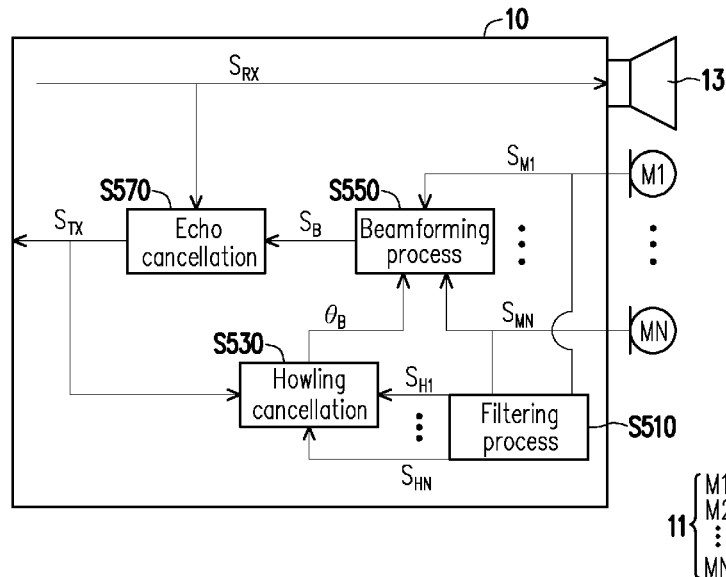 10
S_RX
13
S_M1
M1
S570
S550
S_TX
Echo
cancellation
S_B
Beamforming
process
⋮
⋮
θ_B
S_MN
MN
S530
Howling
cancellation
S_H1
⋮
S_HN
Filtering
process
S510
11
M1
M2
⋮
MN